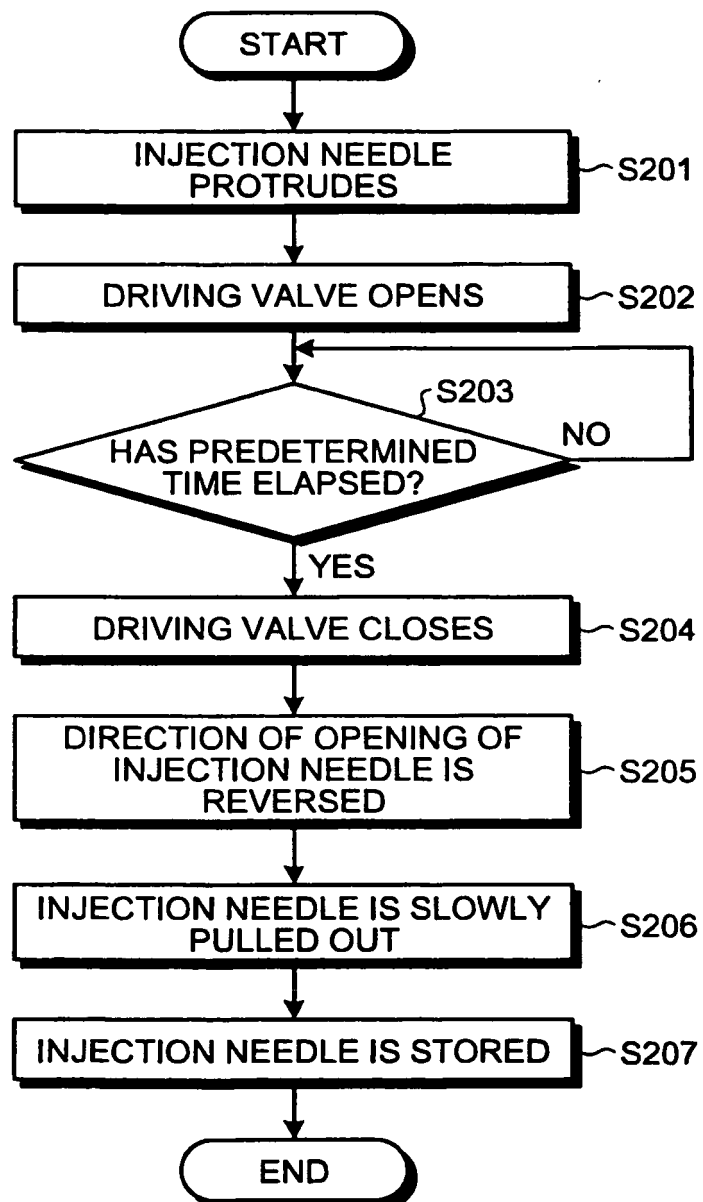 START
INJECTION NEEDLE
PROTRUDES
S201
DRIVING VALVE OPENS
S202
S203
HAS PREDETERMINED
TIME ELAPSED?
NO
YES
DRIVING VALVE CLOSES
S204
DIRECTION OF OPENING OF
INJECTION NEEDLE IS
REVERSED
S205
INJECTION NEEDLE IS SLOWLY
PULLED OUT
S206
INJECTION NEEDLE IS STORED
S207
END